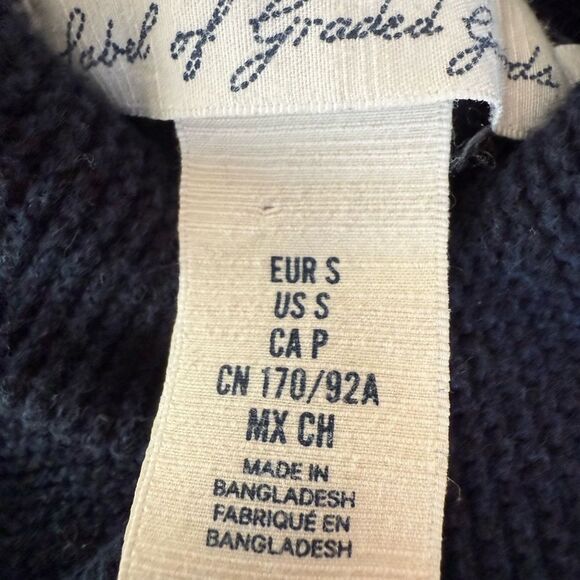 Label of Graded Goods
EUR S
US S
CA P
CN 170/92A
MX CH
MADE IN
BANGLADESH
FABRIQUÉ EN
BANGLADESH